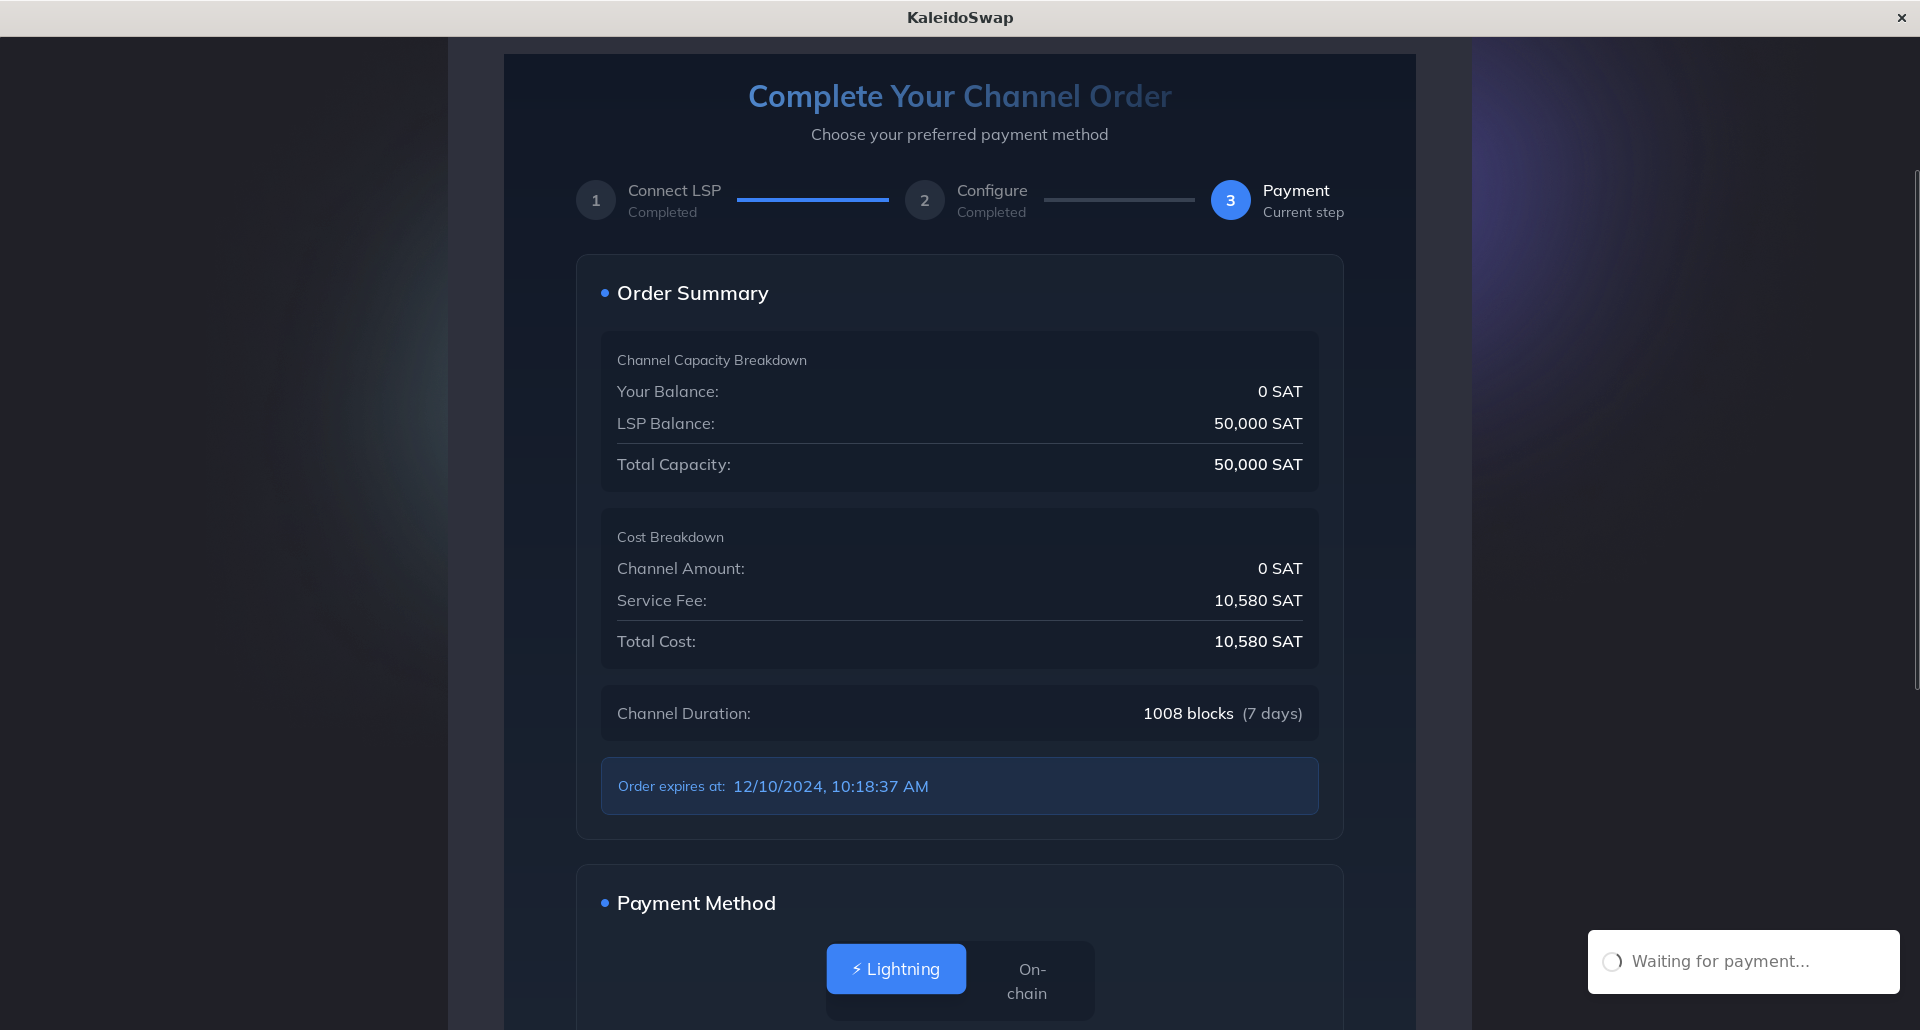 KaleidoSwap
×
Complete Your Channel Order
Choose your preferred payment method
1 Connect LSP
Completed
2 Configure
Completed
3 Payment
Current step
Order Summary
Channel Capacity Breakdown
Your Balance: 0 SAT
LSP Balance: 50,000 SAT
Total Capacity: 50,000 SAT
Cost Breakdown
Channel Amount: 0 SAT
Service Fee: 10,580 SAT
Total Cost: 10,580 SAT
Channel Duration: 1008 blocks (7 days)
Order expires at: 12/10/2024, 10:18:37 AM
Payment Method
⚡ Lightning
On-
chain
Waiting for payment...